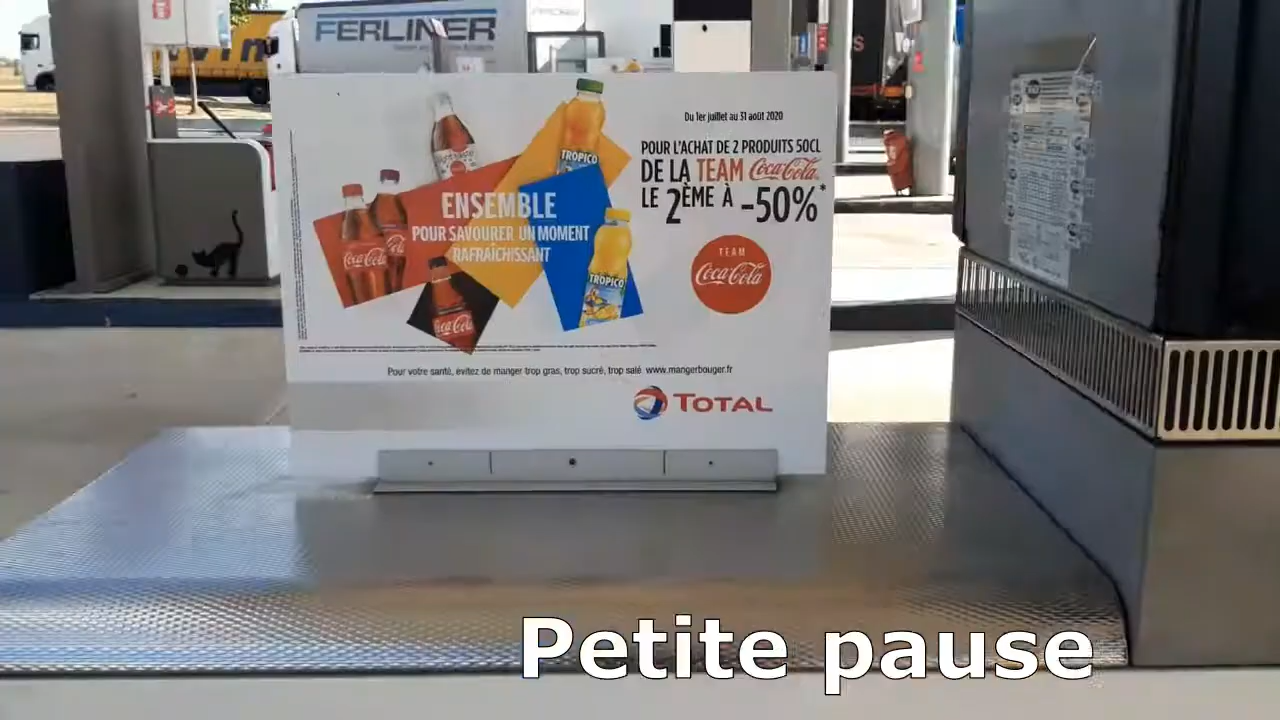 FERLINER
Du 1er juillet au 31 août 2020
POUR L'ACHAT DE 2 PRODUITS 50CL
DE LA TEAM Coca-Cola
LE 2ÈME À -50%*
ENSEMBLE
POUR SAVOURER UN MOMENT
RAFRAÎCHISSANT
TROPICO
Coca-Cola
Coca-Cola
TROPICO
Coca-Cola
TEAM
Coca-Cola
Pour votre santé, évitez de manger trop gras, trop sucré, trop salé www.mangerbouger.fr
TOTAL
Petite pause